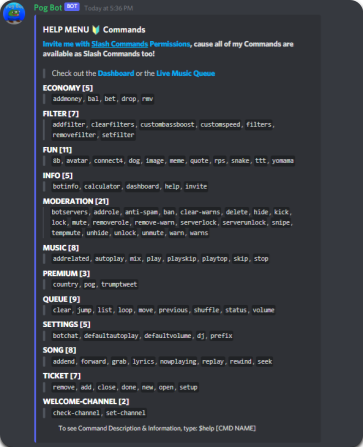 Pog Bot BOT Today at 5:36 PM
HELP MENU 🔰 Commands
Invite me with Slash Commands Permissions, cause all of my Commands are
available as Slash Commands too!
Check out the Dashboard or the Live Music Queue
ECONOMY [5]
addmoney, bal, bet, drop, rmv
FILTER [7]
addfilter, clearfilters, custombassboost, customspeed, filters,
removefilter, setfilter
FUN [11]
8b, avatar, connect4, dog, image, meme, quote, rps, snake, ttt, yomama
INFO [5]
botinfo, calculator, dashboard, help, invite
MODERATION [21]
botservers, addrole, anti-spam, ban, clear-warns, delete, hide, kick,
lock, mute, removerole, remove-warn, serverlock, serverunlock, snipe,
tempmute, unhide, unlock, unmute, warn, warns
MUSIC [8]
addrelated, autoplay, mix, play, playskip, playtop, skip, stop
PREMIUM [3]
country, pog, trumptweet
QUEUE [9]
clear, jump, list, loop, move, previous, shuffle, status, volume
SETTINGS [5]
botchat, defaultautoplay, defaultvolume, dj, prefix
SONG [8]
addend, forward, grab, lyrics, nowplaying, replay, rewind, seek
TICKET [7]
remove, add, close, done, new, open, setup
WELCOME-CHANNEL [2]
check-channel, set-channel
To see Command Description & Information, type: $help [CMD NAME]